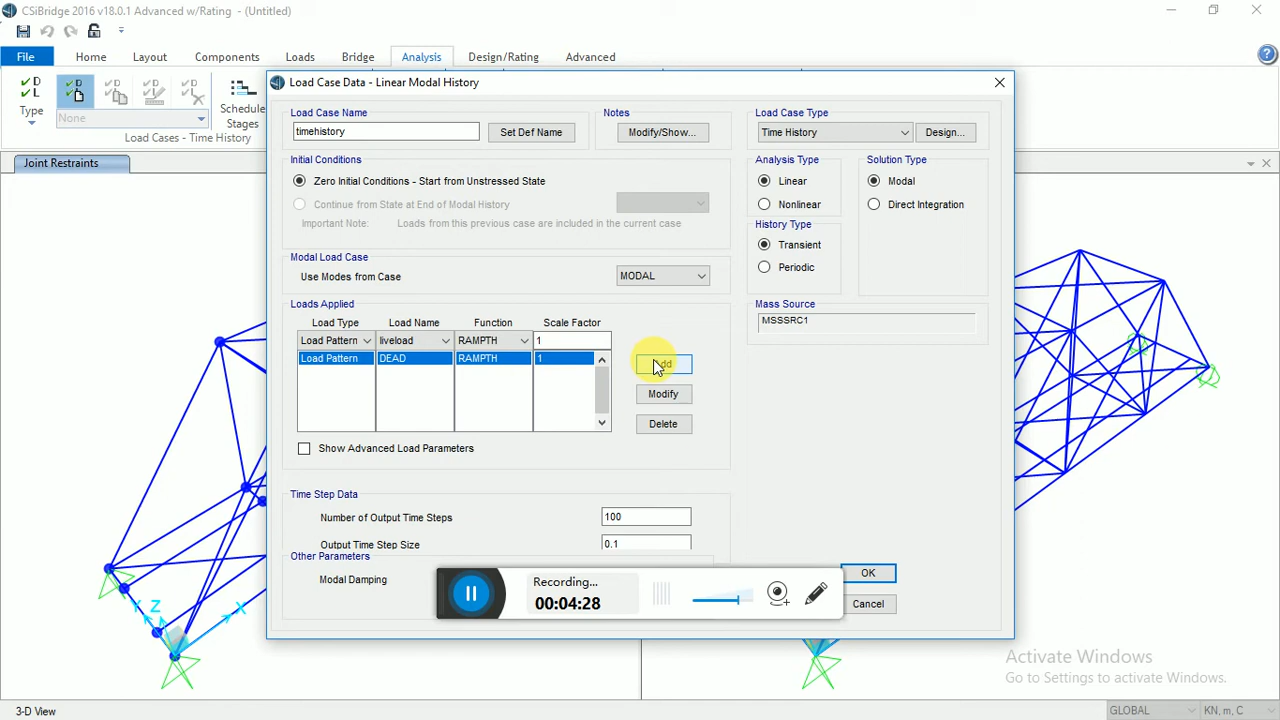 CSiBridge 2016 v18.0.1 Advanced w/Rating - (Untitled)
File Home Layout Components Loads Bridge Analysis Design/Rating Advanced
Type
None
Schedule
Stages
Load Cases - Time History
Joint Restraints
Load Case Data - Linear Modal History
Load Case Name
timehistory
Set Def Name
Notes
Modify/Show...
Load Case Type
Time History
Design...
Initial Conditions
Zero Initial Conditions - Start from Unstressed State
Continue from State at End of Modal History
Important Note: Loads from this previous case are included in the current case
Analysis Type
Linear
Nonlinear
Solution Type
Modal
Direct Integration
History Type
Transient
Periodic
Modal Load Case
Use Modes from Case
MODAL
Mass Source
MSSSRC1
Loads Applied
Load Type Load Name Function Scale Factor
Load Pattern liveload RAMPTH 1
Load Pattern DEAD RAMPTH 1
Modify
Delete
Show Advanced Load Parameters
Time Step Data
Number of Output Time Steps 100
Output Time Step Size 0.1
Other Parameters
Modal Damping
Recording...
00:04:28
OK
Cancel
Y Z X
Activate Windows
Go to Settings to activate Windows.
3-D View
GLOBAL
KN, m, C